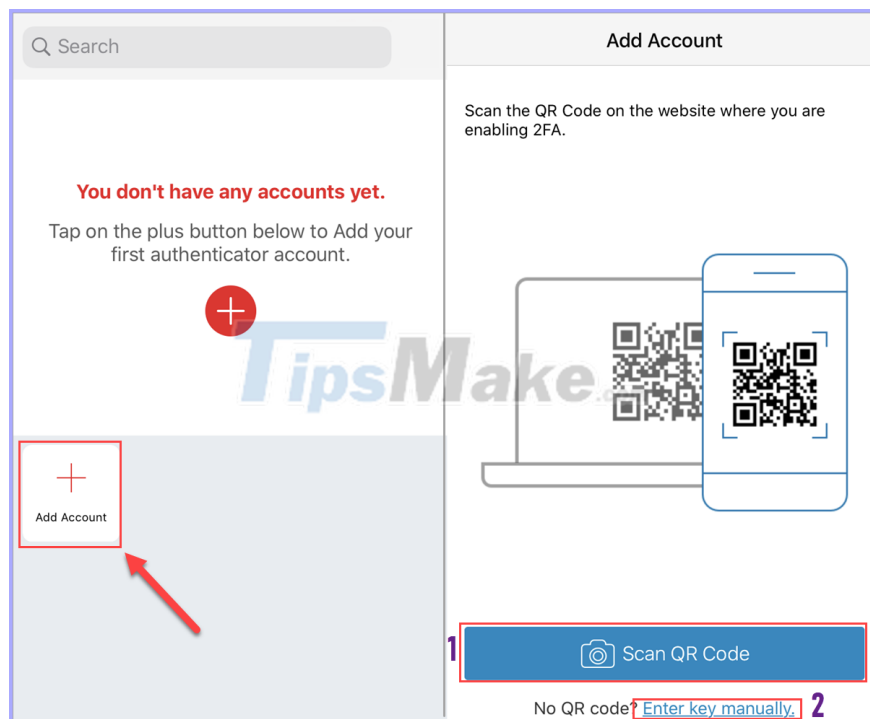 Search
You don't have any accounts yet.
Tap on the plus button below to Add your
first authenticator account.
Add Account
Add Account
Scan the QR Code on the website where you are
enabling 2FA.
TipsMake.com
1
Scan QR Code
No QR code? Enter key manually.
2